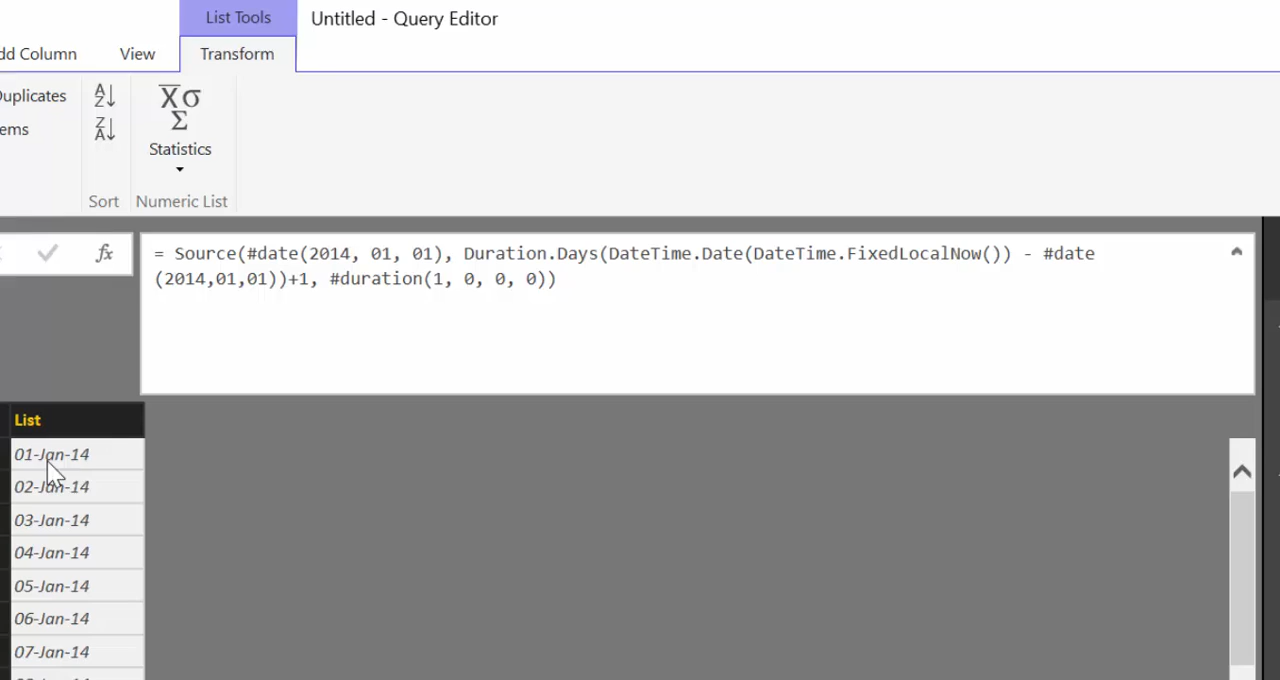 List Tools
Untitled - Query Editor
dd Column
View
Transform
Duplicates
ems
A
Z
Z
A
X̅σ
Σ
Statistics
Sort
Numeric List
fx
= Source(#date(2014, 01, 01), Duration.Days(DateTime.Date(DateTime.FixedLocalNow()) - #date
(2014,01,01))+1, #duration(1, 0, 0, 0))
List
01-Jan-14
02-Jan-14
03-Jan-14
04-Jan-14
05-Jan-14
06-Jan-14
07-Jan-14